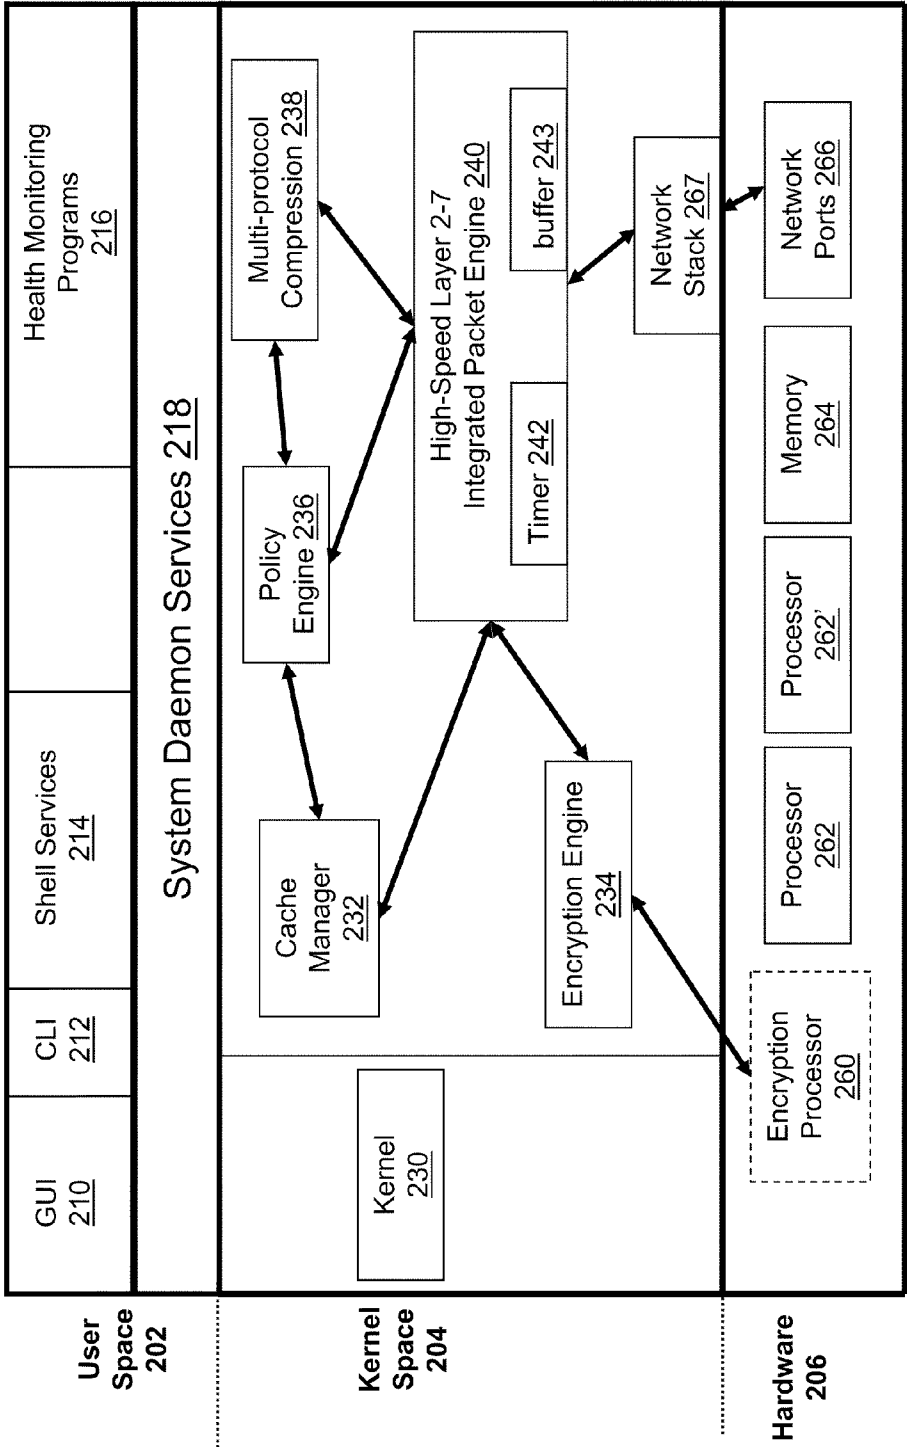 User
Space
202
GUI
210
CLI
212
Shell Services
214
Health Monitoring
Programs
216
System Daemon Services 218
Kernel
Space
204
Kernel
230
Cache
Manager
232
Policy
Engine 236
Multi-protocol
Compression 238
High-Speed Layer 2-7
Integrated Packet Engine 240
Timer 242
buffer 243
Encryption Engine
234
Network
Stack 267
Hardware
206
Encryption
Processor
260
Processor
262
Processor
262'
Memory
264
Network
Ports 266